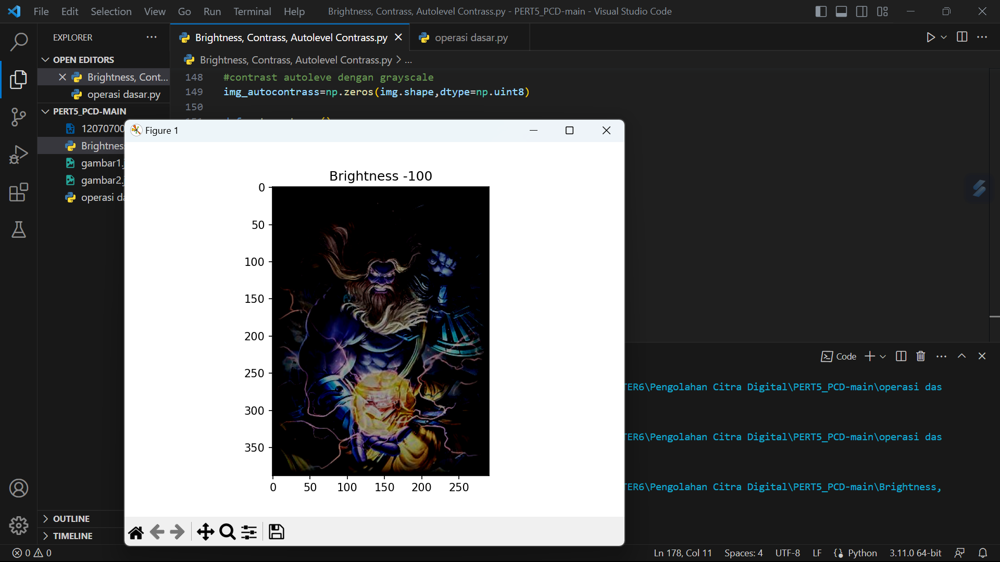 File Edit Selection View Go Run Terminal Help
Brightness, Contrass, Autolevel Contrass.py - PERT5_PCD-main - Visual Studio Code
EXPLORER
Brightness, Contrass, Autolevel Contrass.py
operasi dasar.py
OPEN EDITORS
Brightness, Contrass, Autolevel Contrass.py > ...
Brightness, Cont...
operasi dasar.py
PERT5_PCD-MAIN
12070700
Brightness
gambar1.j
gambar2.j
operasi da
148 #contrast autoleve dengan grayscale
149 img_autocontrass=np.zeros(img.shape,dtype=np.uint8)
150
Figure 1
Brightness -100
0
50
100
150
200
250
300
350
0 50 100 150 200 250
Code
TER6\Pengolahan Citra Digital\PERT5_PCD-main\operasi das
TER6\Pengolahan Citra Digital\PERT5_PCD-main\operasi das
TER6\Pengolahan Citra Digital\PERT5_PCD-main\Brightness,
OUTLINE
TIMELINE
0 0
Ln 178, Col 11 Spaces: 4 UTF-8 LF Python 3.11.0 64-bit